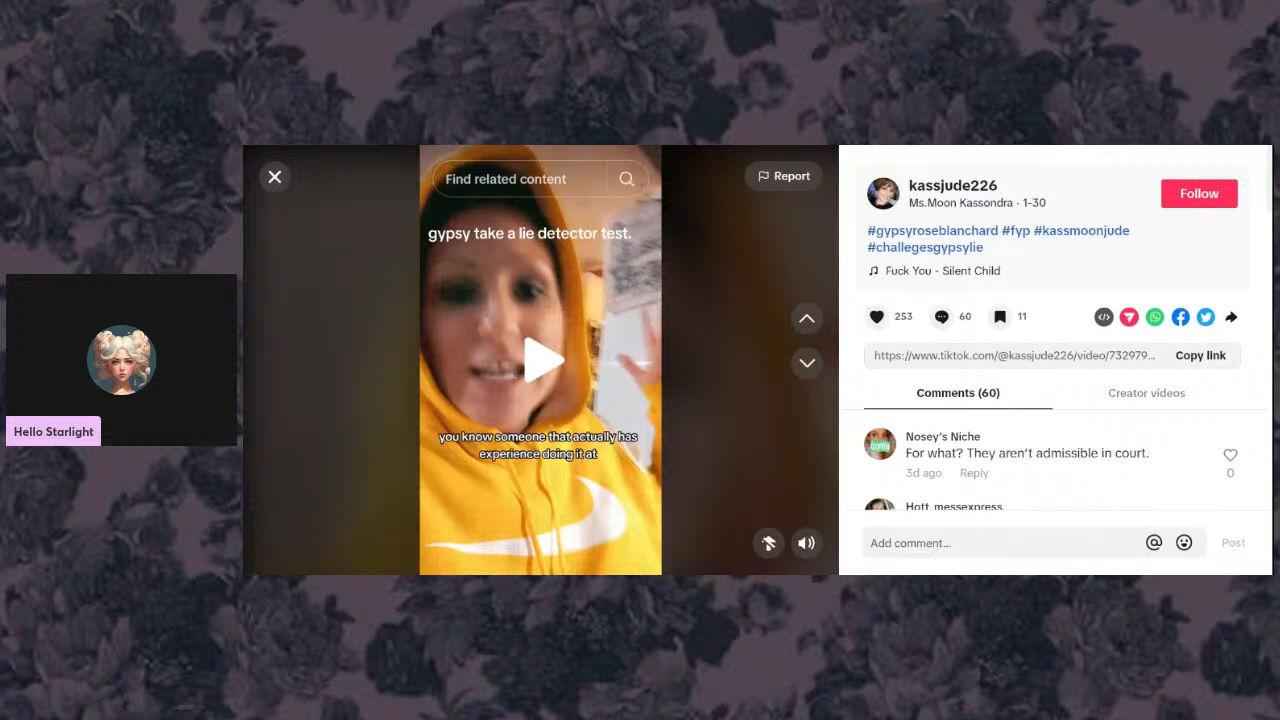 Hello Starlight
Find related content
Report
gypsy take a lie detector test.
you know someone that actually has
experience doing it at
kassjude226
Ms.Moon Kassondra · 1-30
Follow
#gypsyroseblanchard #fyp #kassmoonjude
#challegesgypsylie
Fuck You - Silent Child
253
60
11
https://www.tiktok.com/@kassjude226/video/732979...
Copy link
Comments (60)
Creator videos
Nosey's Niche
For what? They aren't admissible in court.
3d ago
Reply
0
Hott_messexpress
Add comment...
Post